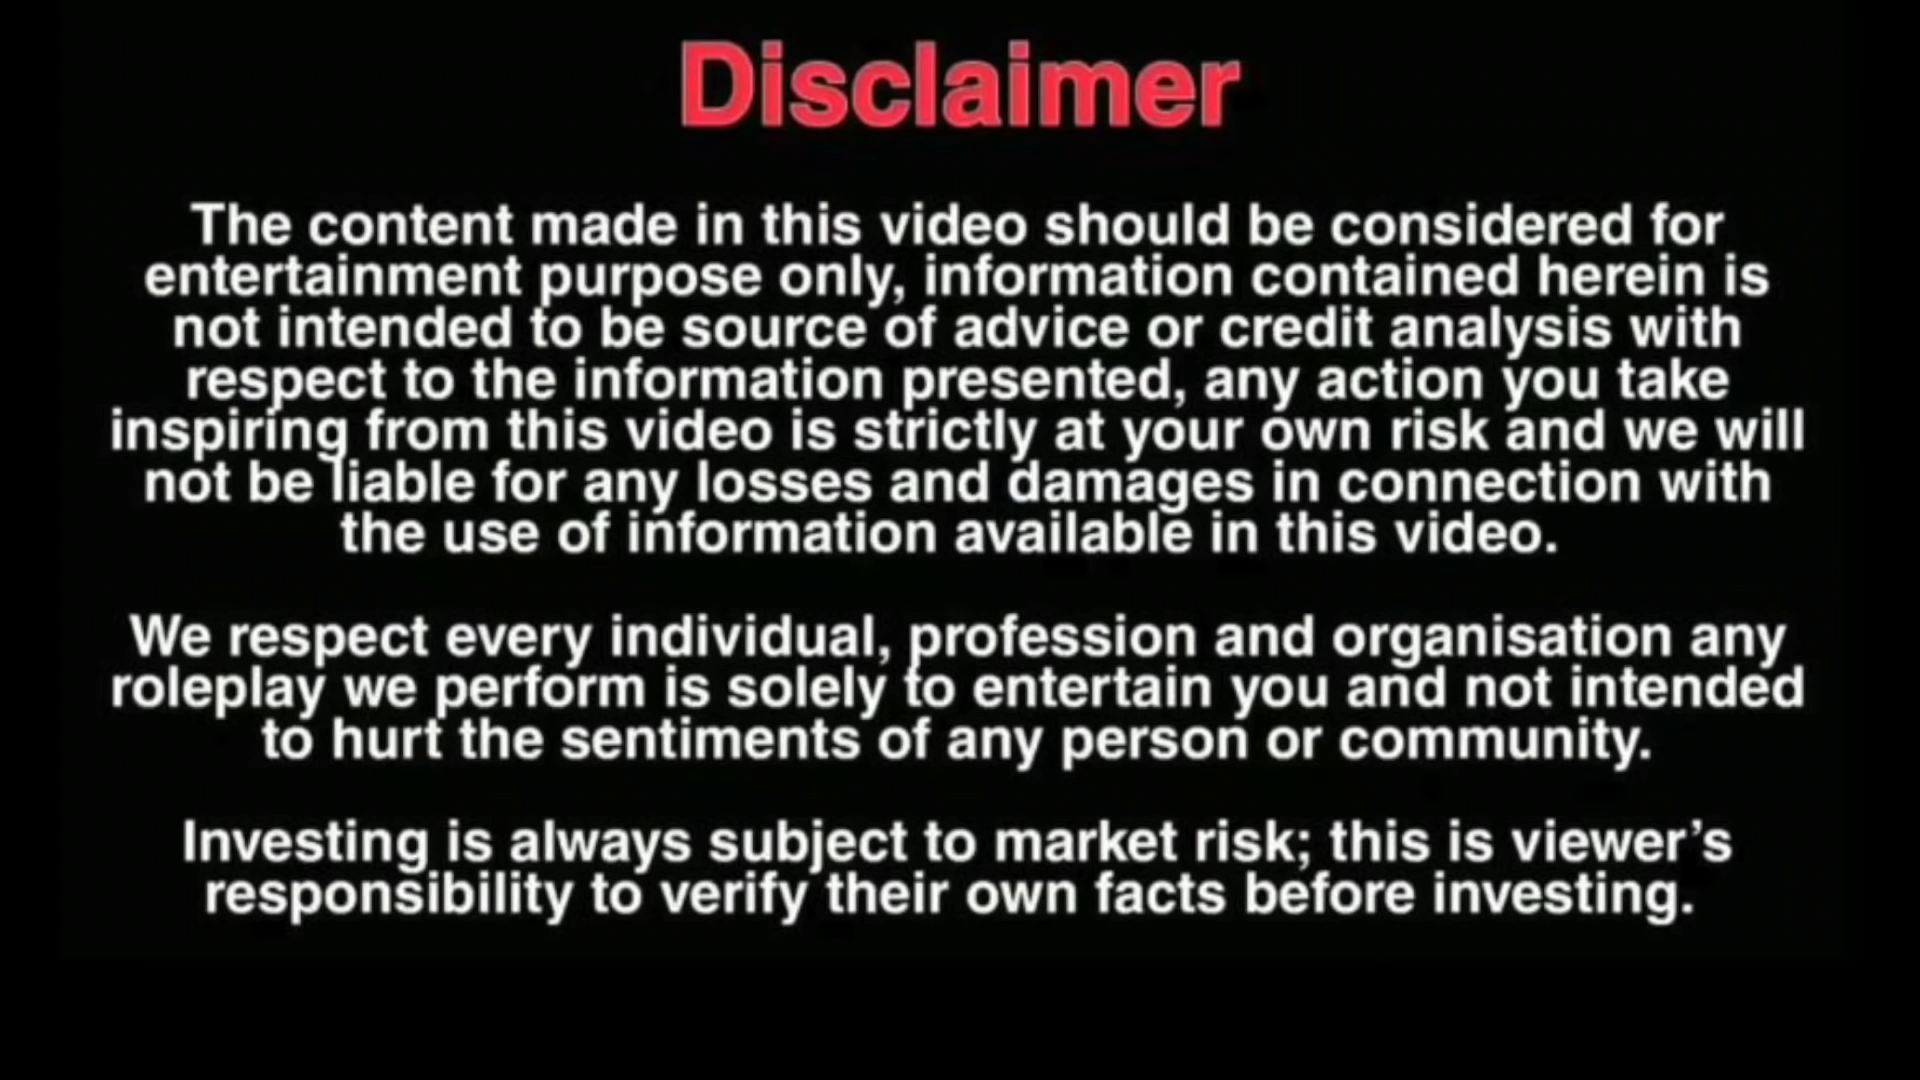 Disclaimer
The content made in this video should be considered for
entertainment purpose only, information contained herein is
not intended to be source of advice or credit analysis with
respect to the information presented, any action you take
inspiring from this video is strictly at your own risk and we will
not be liable for any losses and damages in connection with
the use of information available in this video.
We respect every individual, profession and organisation any
roleplay we perform is solely to entertain you and not intended
to hurt the sentiments of any person or community.
Investing is always subject to market risk; this is viewer’s
responsibility to verify their own facts before investing.